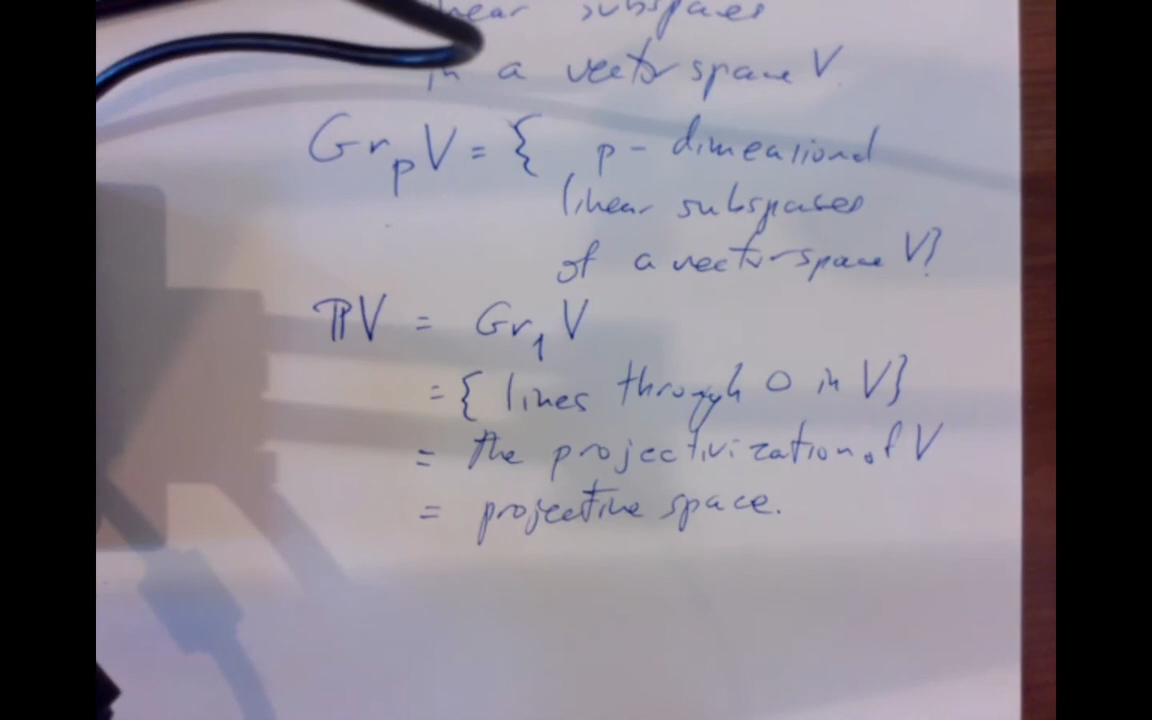 linear subspaces
in a vector space V
Gr_p V = { p - dimensional
linear subspaces
of a vector space V}
ℙV = Gr_1 V
= { lines through 0 in V}
= the projectivization of V
= projective space.